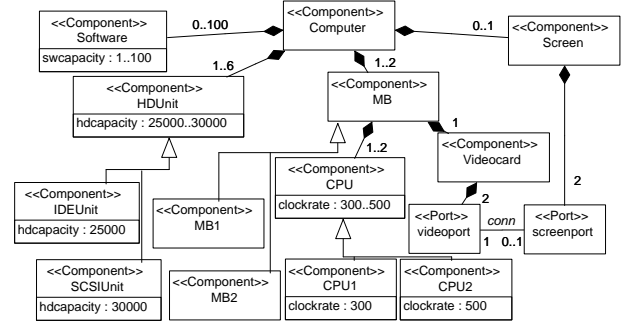 <<Component>>
Software
swcapacity : 1..100
0..100
<<Component>>
Computer
0..1
<<Component>>
Screen
1..6
1..2
<<Component>>
HDUnit
hdcapacity : 25000..30000
<<Component>>
MB
1
1..2
<<Component>>
Videocard
<<Component>>
IDEUnit
hdcapacity : 25000
<<Component>>
MB1
<<Component>>
CPU
clockrate : 300..500
2
2
<<Port>>
videoport
conn
1
0..1
<<Port>>
screenport
<<Component>>
SCSIUnit
hdcapacity : 30000
<<Component>>
MB2
<<Component>>
CPU1
clockrate : 300
<<Component>>
CPU2
clockrate : 500